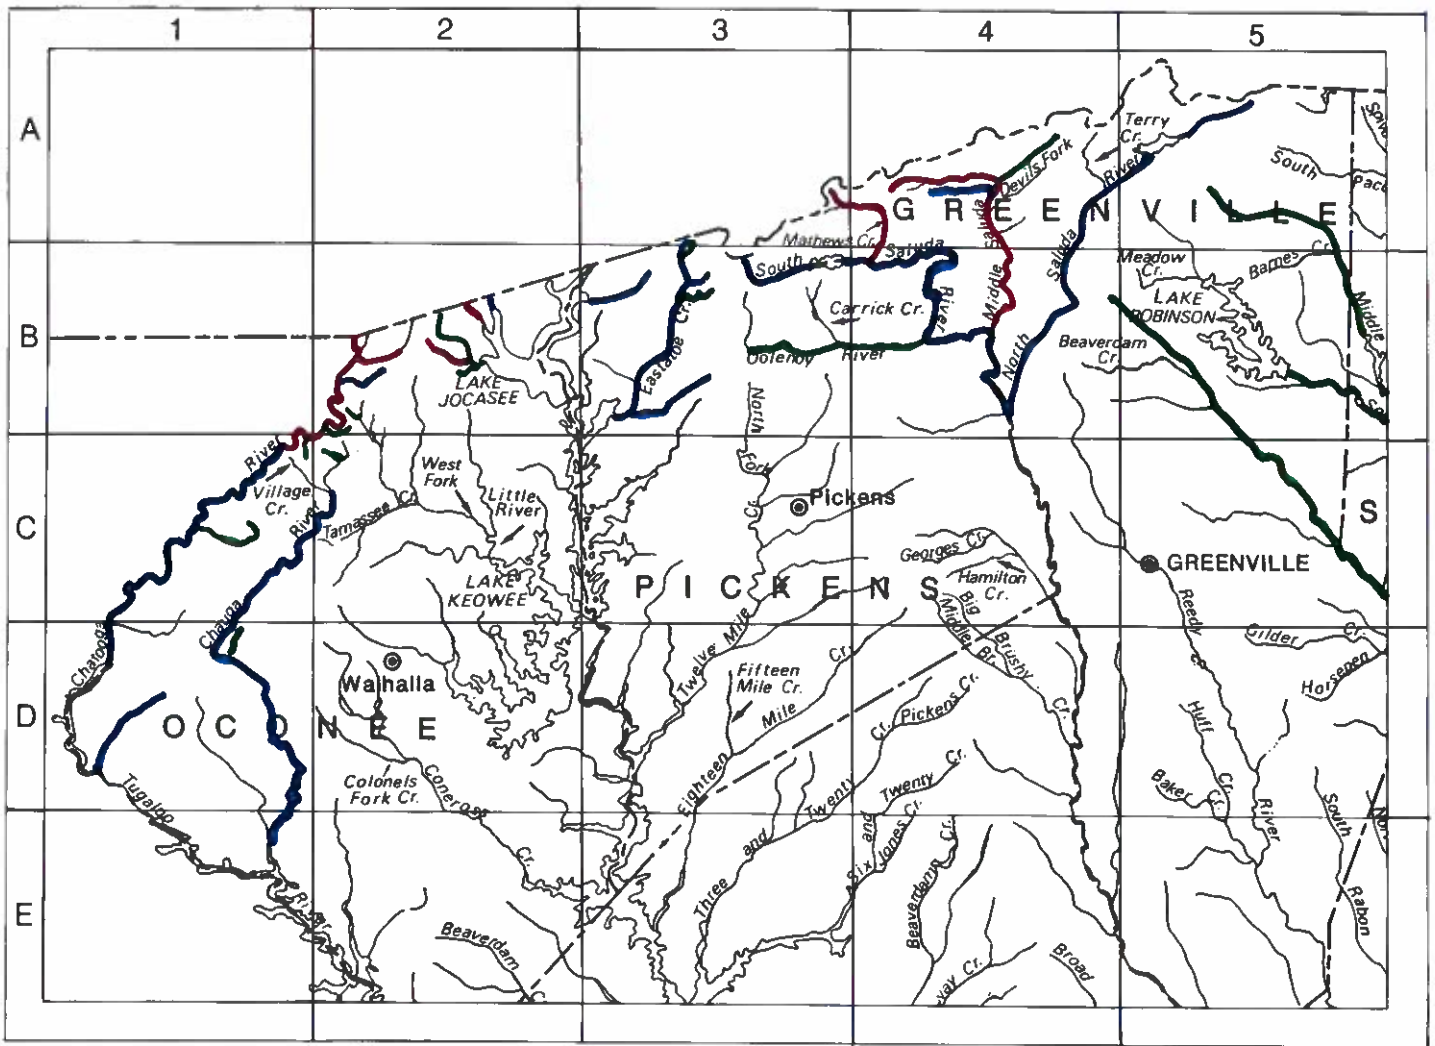 1 2 3 4 5
A
Terry
Cr.
South
Devils Fork
River
G R E E N V I L L E
Mathews Cr.
Saluda
Saluda
Saluda
South
Meadow
Cr.
Barnes Cr.
B
Carrick Cr.
River
Middle
LAKE
ROBINSON
Middle
Eastatoe Cr.
Oolenoy River
North
Beaverdam
Cr.
LAKE
JOCASEE
North
Fork
Cr.
River
Village
Cr.
West
Fork
Little
River
Pickens
C
River
Tamassee Cr.
S
Georges Cr.
GREENVILLE
LAKE
KEOWEE
P I C K E N S
Hamilton
Cr.
Reedy
Chauga
Big
Brushy
Cr.
Middle Br.
Gilder Cr.
Chatooga
Twelve Mile
Walhalla
Fifteen
Mile Cr.
Horsepen
D
O C O N E E
Mile Cr.
Pickens Cr.
Cr.
Huff
Cr.
Colonels
Fork Cr.
Coneross
Cr.
Eighteen
Twenty Cr.
Baker Cr.
Tugaloo
River
Three and Twenty
South
Rabon
River
Six and
Jones Cr.
Beaverdam Cr.
E
Beaverdam
C
Broad
way Cr.